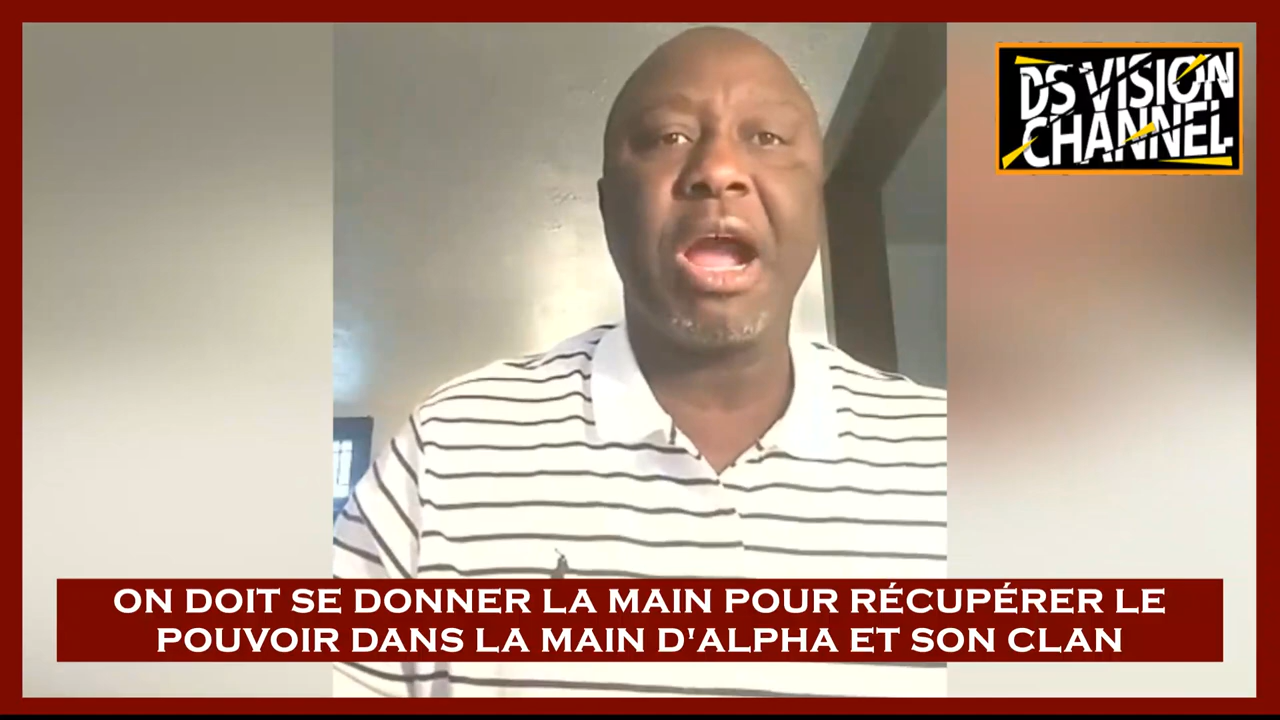 DS VISION
CHANNEL
ON DOIT SE DONNER LA MAIN POUR RÉCUPÉRER LE
POUVOIR DANS LA MAIN D'ALPHA ET SON CLAN